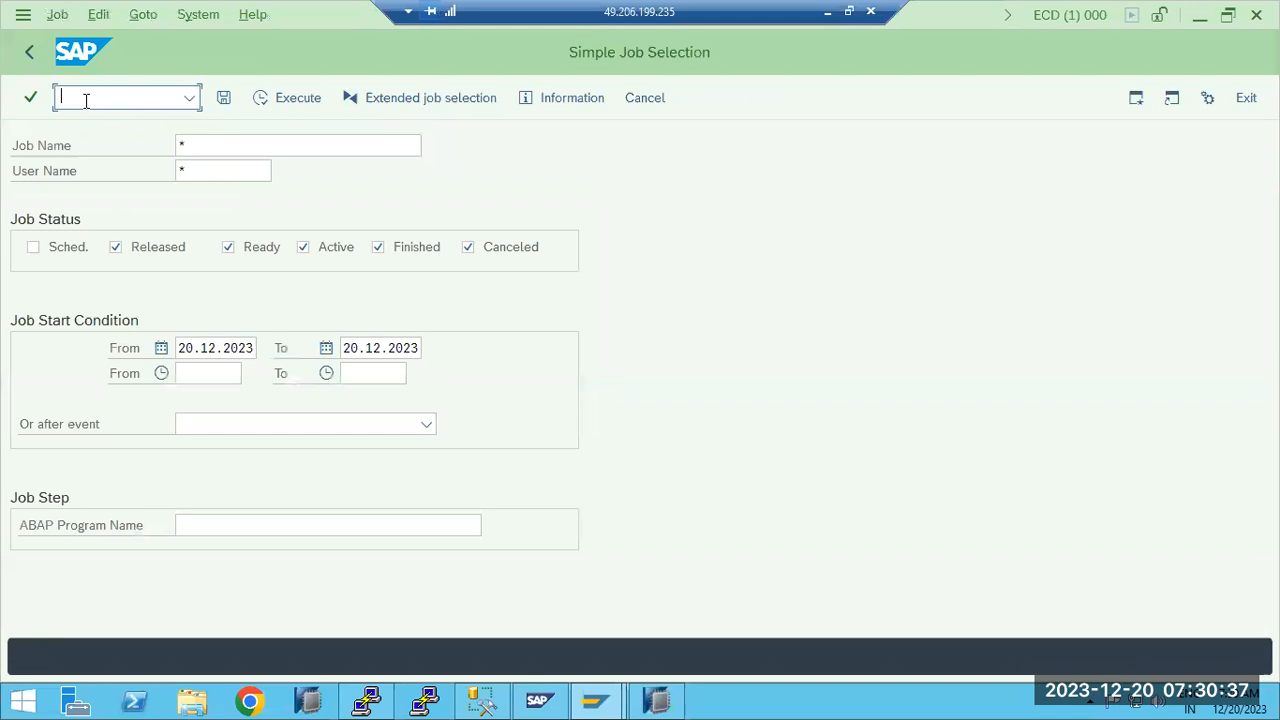 Job Edit Goto System Help 49.206.199.235 ECD (1) 000
SAP Simple Job Selection
Execute Extended job selection Information Cancel Exit
Job Name *
User Name *
Job Status
Sched. Released Ready Active Finished Canceled
Job Start Condition
From 20.12.2023 To 20.12.2023
From To
Or after event
Job Step
ABAP Program Name
SAP
2023-12-20 07:30:37
IN 12/20/2023